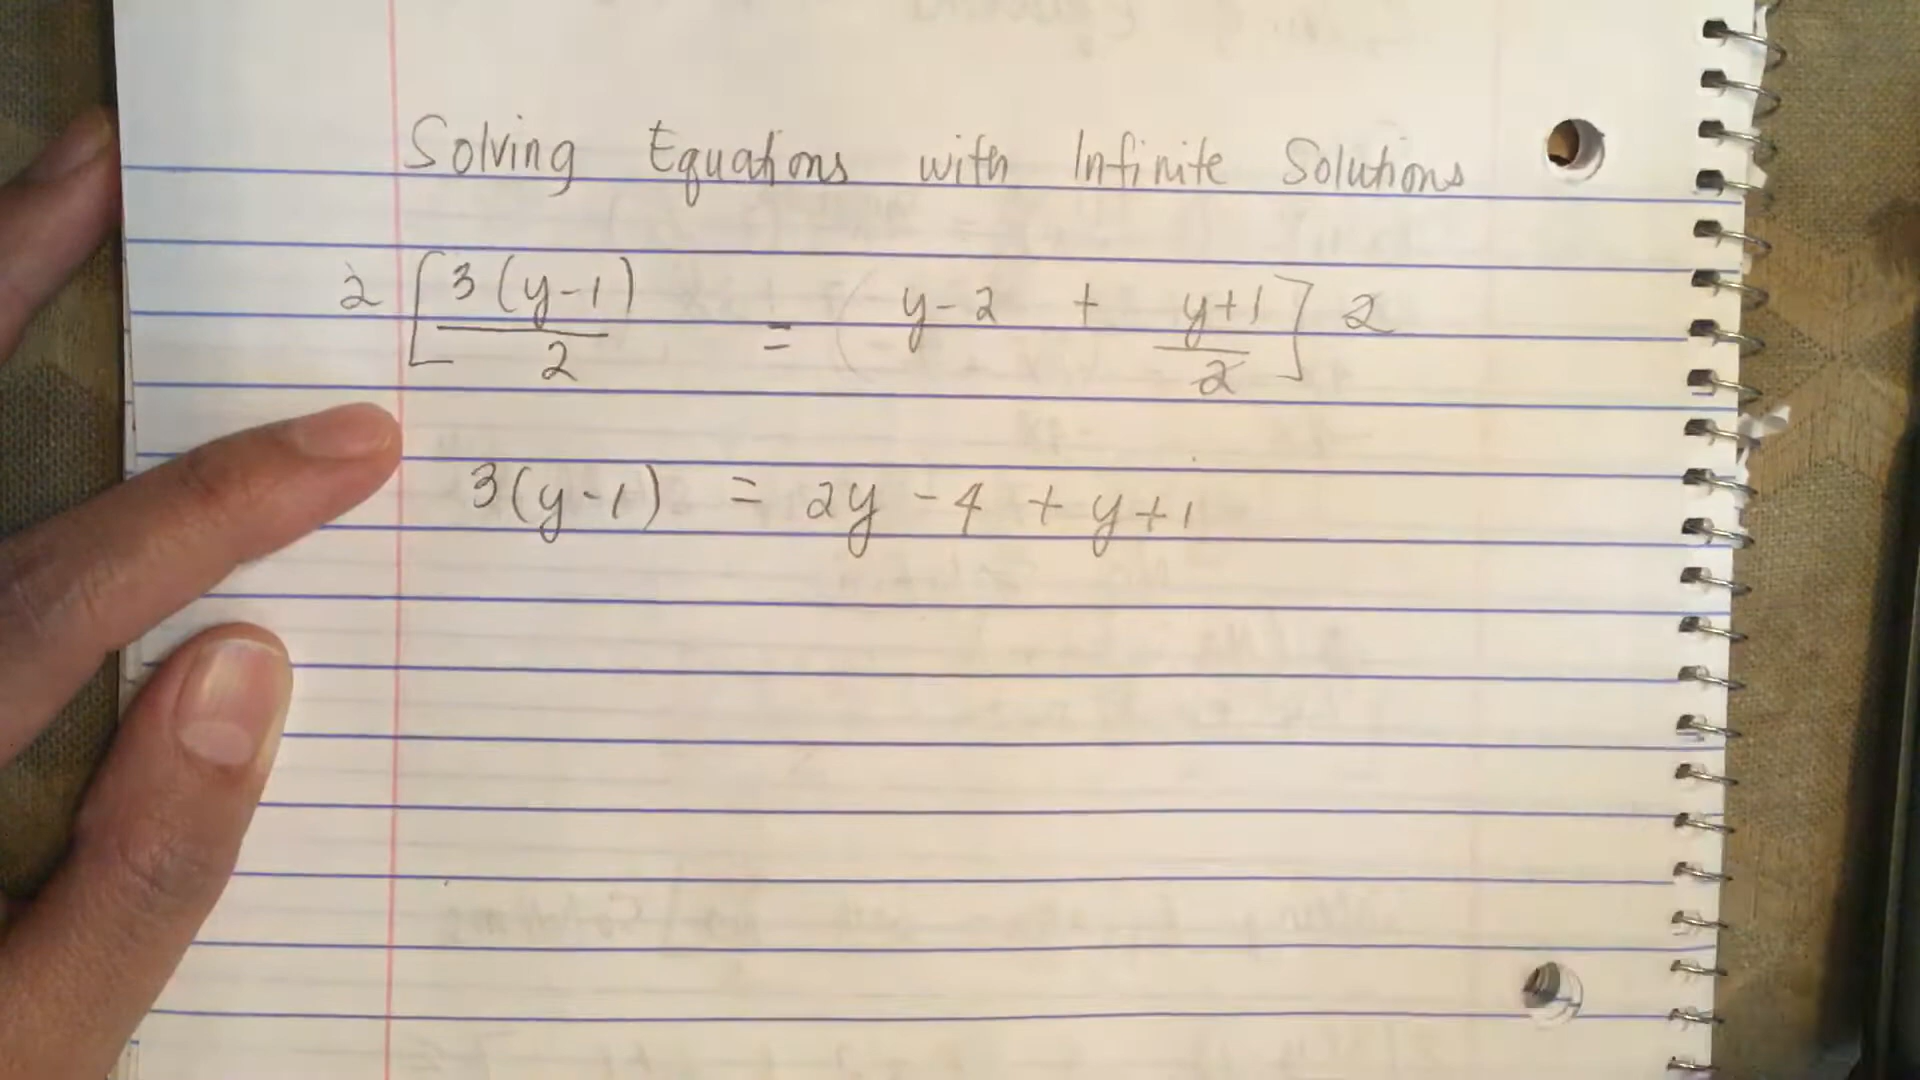 Solving Equations with Infinite Solutions
2 [ 3(y-1)/2 = y-2 + y+1/2 ] 2
3(y-1) = 2y - 4 + y+1